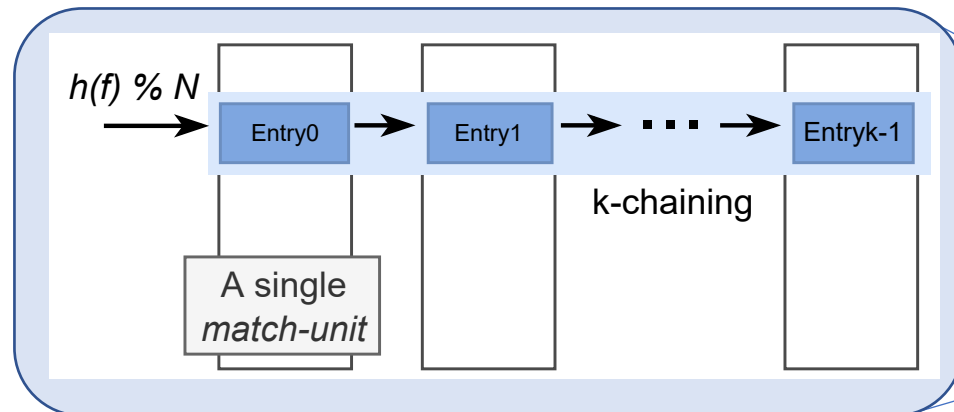 h(f) % N
Entry0
Entry1
...
Entryk-1
k-chaining
A single
match-unit